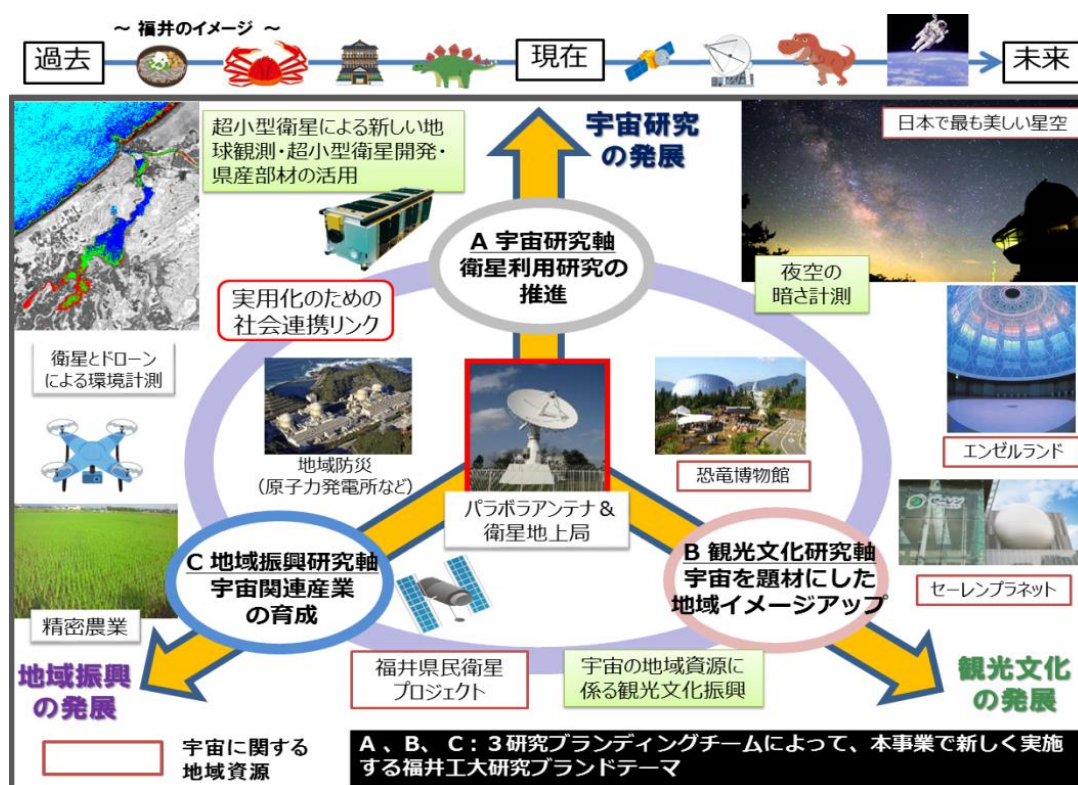 ～ 福井のイメージ ～
過去
現在
未来
超小型衛星による新しい地
球観測・超小型衛星開発・
県産部材の活用
宇宙研究
の発展
日本で最も美しい星空
A 宇宙研究軸
衛星利用研究の
推進
夜空の
暗さ計測
実用化のための
社会連携リンク
衛星とドローン
による環境計測
地域防災
（原子力発電所など）
パラボラアンテナ＆
衛星地上局
恐竜博物館
エンゼルランド
C 地域振興研究軸
宇宙関連産業
の育成
B 観光文化研究軸
宇宙を題材にした
地域イメージアップ
セーレンプラネット
精密農業
地域振興
の発展
福井県民衛星
プロジェクト
宇宙の地域資源に
係る観光文化振興
観光文化
の発展
宇宙に関する
地域資源
A、B、C：３研究ブランディングチームによって、本事業で新しく実施
する福井工大研究ブランドテーマ